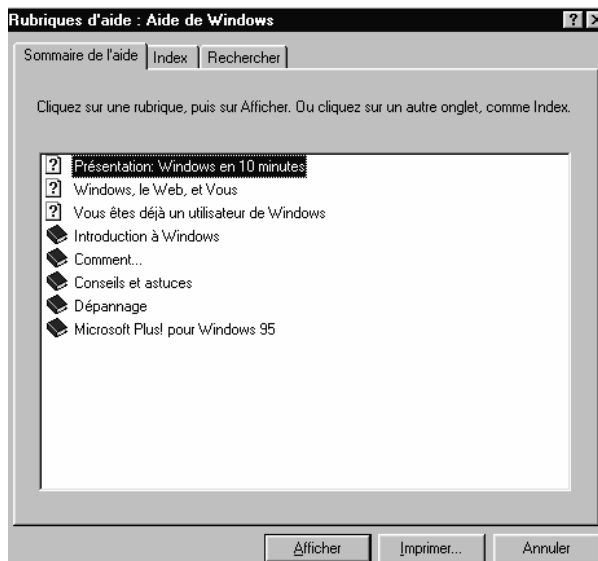 Rubriques d'aide : Aide de Windows
Sommaire de l'aide Index Rechercher
Cliquez sur une rubrique, puis sur Afficher. Ou cliquez sur un autre onglet, comme Index.
Présentation: Windows en 10 minutes
Windows, le Web, et Vous
Vous êtes déjà un utilisateur de Windows
Introduction à Windows
Comment...
Conseils et astuces
Dépannage
Microsoft Plus! pour Windows 95
Afficher Imprimer... Annuler